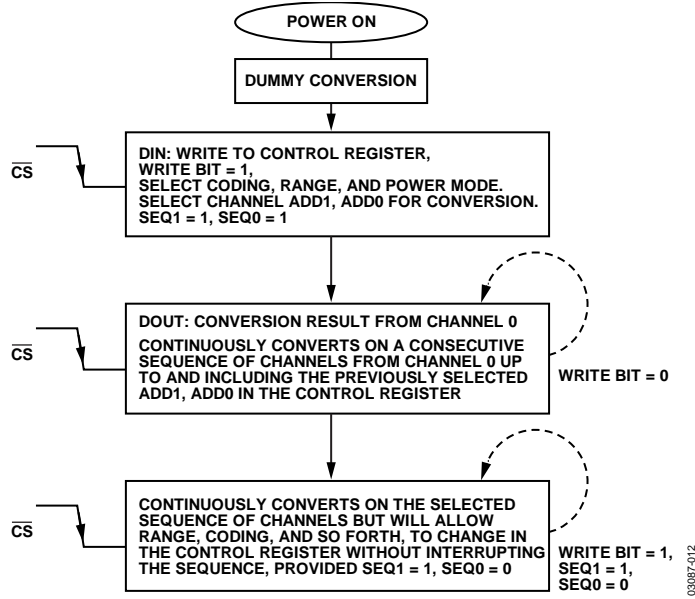 POWER ON
DUMMY CONVERSION
CS
DIN: WRITE TO CONTROL REGISTER,
WRITE BIT = 1,
SELECT CODING, RANGE, AND POWER MODE.
SELECT CHANNEL ADD1, ADD0 FOR CONVERSION.
SEQ1 = 1, SEQ0 = 1
CS
DOUT: CONVERSION RESULT FROM CHANNEL 0
CONTINUOUSLY CONVERTS ON A CONSECUTIVE
SEQUENCE OF CHANNELS FROM CHANNEL 0 UP
TO AND INCLUDING THE PREVIOUSLY SELECTED
ADD1, ADD0 IN THE CONTROL REGISTER
WRITE BIT = 0
CS
CONTINUOUSLY CONVERTS ON THE SELECTED
SEQUENCE OF CHANNELS BUT WILL ALLOW
RANGE, CODING, AND SO FORTH, TO CHANGE IN
THE CONTROL REGISTER WITHOUT INTERRUPTING
THE SEQUENCE, PROVIDED SEQ1 = 1, SEQ0 = 0
WRITE BIT = 1,
SEQ1 = 1,
SEQ0 = 0
03087-012